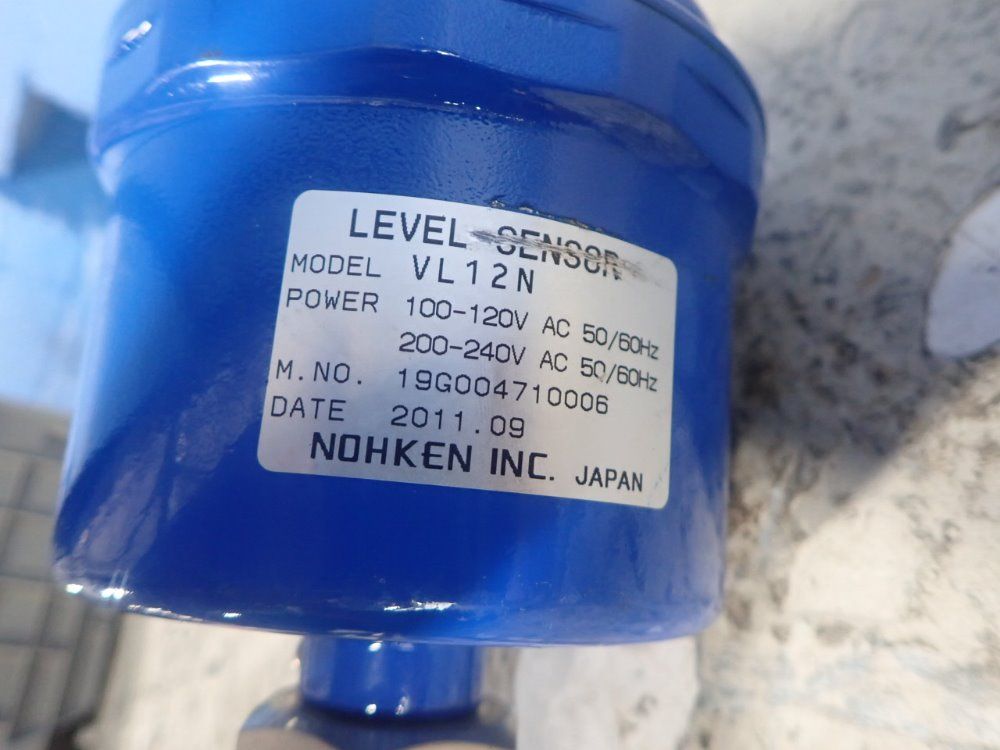 LEVEL SENSOR
MODEL VL12N
POWER 100-120V AC 50/60Hz
200-240V AC 50/60Hz
M.NO. 19G004710006
DATE 2011.09
NOHKEN INC. JAPAN